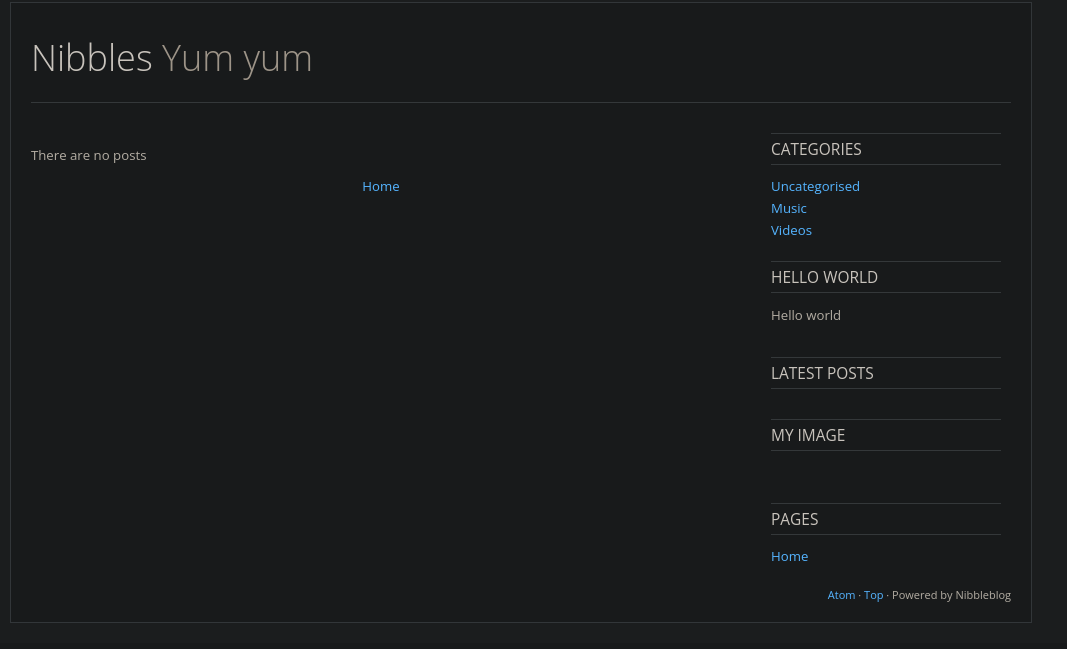 Nibbles Yum yum
There are no posts
Home
CATEGORIES
Uncategorised
Music
Videos
HELLO WORLD
Hello world
LATEST POSTS
MY IMAGE
PAGES
Home
Atom · Top · Powered by Nibbleblog